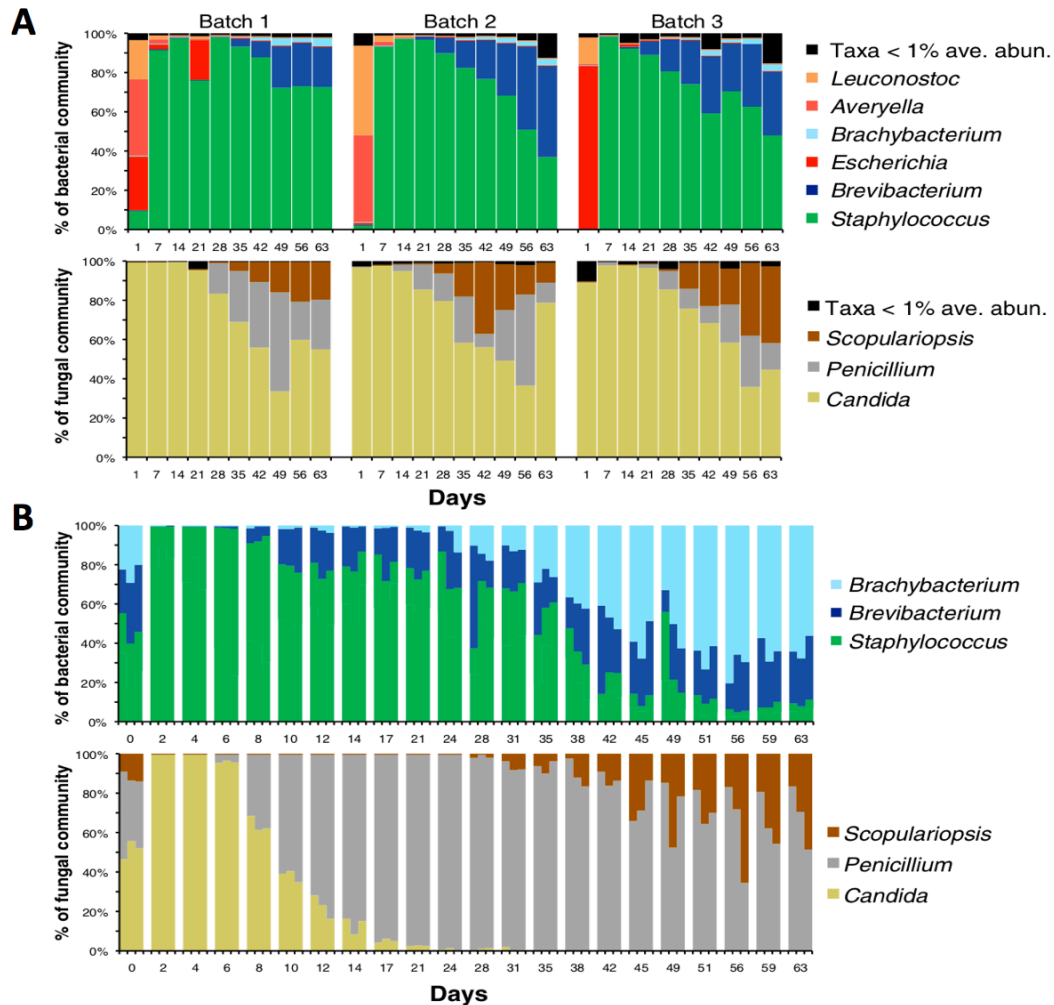 A
Batch 1 Batch 2 Batch 3
% of bacterial community
100%
80%
60%
40%
20%
0%
1 7 14 21 28 35 42 49 56 63 1 7 14 21 28 35 42 49 56 63 1 7 14 21 28 35 42 49 56 63
Taxa < 1% ave. abun.
Leuconostoc
Averyella
Brachybacterium
Escherichia
Brevibacterium
Staphylococcus
% of fungal community
100%
80%
60%
40%
20%
0%
1 7 14 21 28 35 42 49 56 63 1 7 14 21 28 35 42 49 56 63 1 7 14 21 28 35 42 49 56 63
Days
Taxa < 1% ave. abun.
Scopulariopsis
Penicillium
Candida
B
% of bacterial community
100%
80%
60%
40%
20%
0%
0 2 4 6 8 10 12 14 17 21 24 28 31 35 38 42 45 49 51 56 59 63
Brachybacterium
Brevibacterium
Staphylococcus
% of fungal community
100%
80%
60%
40%
20%
0%
0 2 4 6 8 10 12 14 17 21 24 28 31 35 38 42 45 49 51 56 59 63
Days
Scopulariopsis
Penicillium
Candida